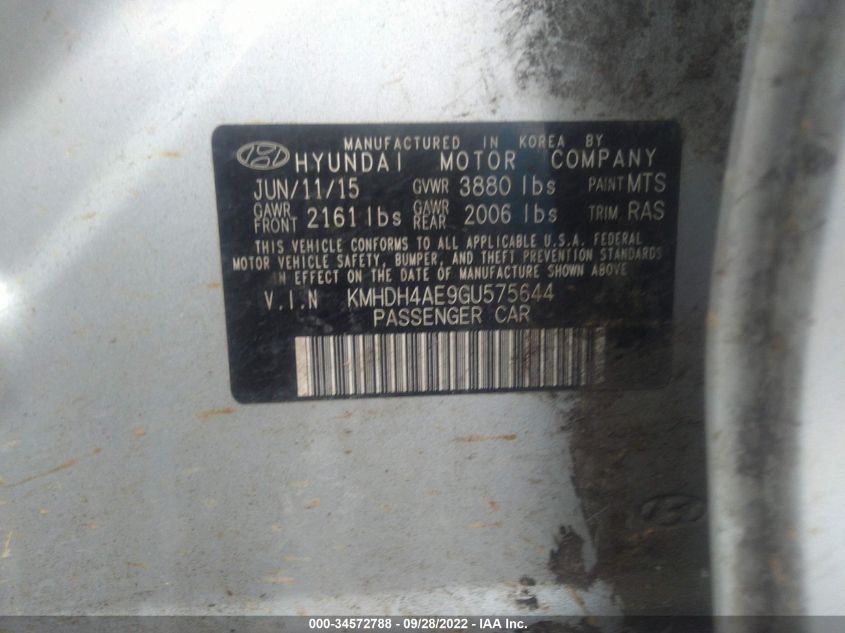 MANUFACTURED IN KOREA BY
HYUNDAI MOTOR COMPANY
JUN/11/15 GVWR 3880 lbs PAINT MTS
GAWR FRONT 2161 lbs GAWR REAR 2006 lbs TRIM RAS
THIS VEHICLE CONFORMS TO ALL APPLICABLE U.S.A. FEDERAL
MOTOR VEHICLE SAFETY, BUMPER, AND THEFT PREVENTION STANDARDS
IN EFFECT ON THE DATE OF MANUFACTURE SHOWN ABOVE
V.I.N KMHDH4AE9GU575644
PASSENGER CAR
000-34572788 - 09/28/2022 - IAA Inc.